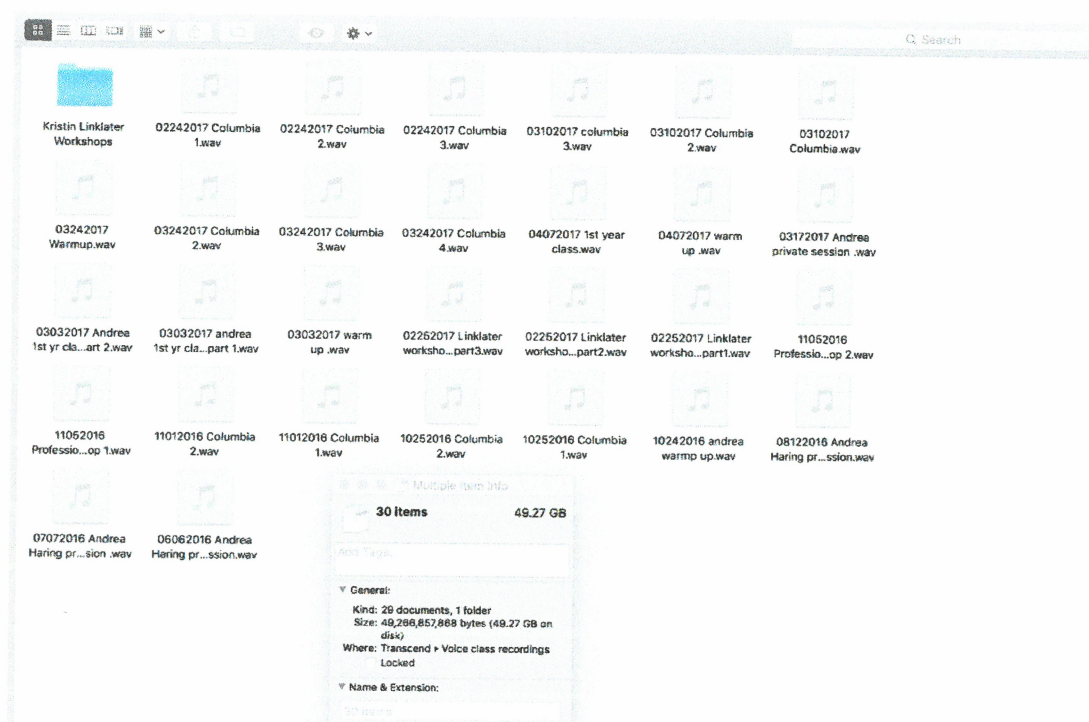 Search
Kristin Linklater
Workshops
02242017 Columbia
1.wav
02242017 Columbia
2.wav
02242017 Columbia
3.wav
03102017 columbia
3.wav
03102017 Columbia
2.wav
03102017
Columbia.wav
03242017
Warmup.wav
03242017 Columbia
2.wav
03242017 Columbia
3.wav
03242017 Columbia
4.wav
04072017 1st year
class.wav
04072017 warm
up .wav
03172017 Andrea
private session .wav
03032017 Andrea
1st yr cla...art 2.wav
03032017 andrea
1st yr cla...part 1.wav
03032017 warm
up .wav
02252017 Linklater
worksho...part3.wav
02252017 Linklater
worksho...part2.wav
02252017 Linklater
worksho...part1.wav
11052016
Professio...op 2.wav
11052016
Professio...op 1.wav
11012016 Columbia
2.wav
11012016 Columbia
1.wav
10252016 Columbia
2.wav
10252016 Columbia
1.wav
10242016 andrea
warmp up.wav
08122016 Andrea
Haring pr...ssion.wav
07072016 Andrea
Haring pr...sion .wav
06062016 Andrea
Haring pr...ssion.wav
Multiple Item Info
30 items 49.27 GB
Add Tags...
General:
Kind: 29 documents, 1 folder
Size: 49,266,857,868 bytes (49.27 GB on
disk)
Where: Transcend ▸ Voice class recordings
Locked
Name & Extension:
30 items